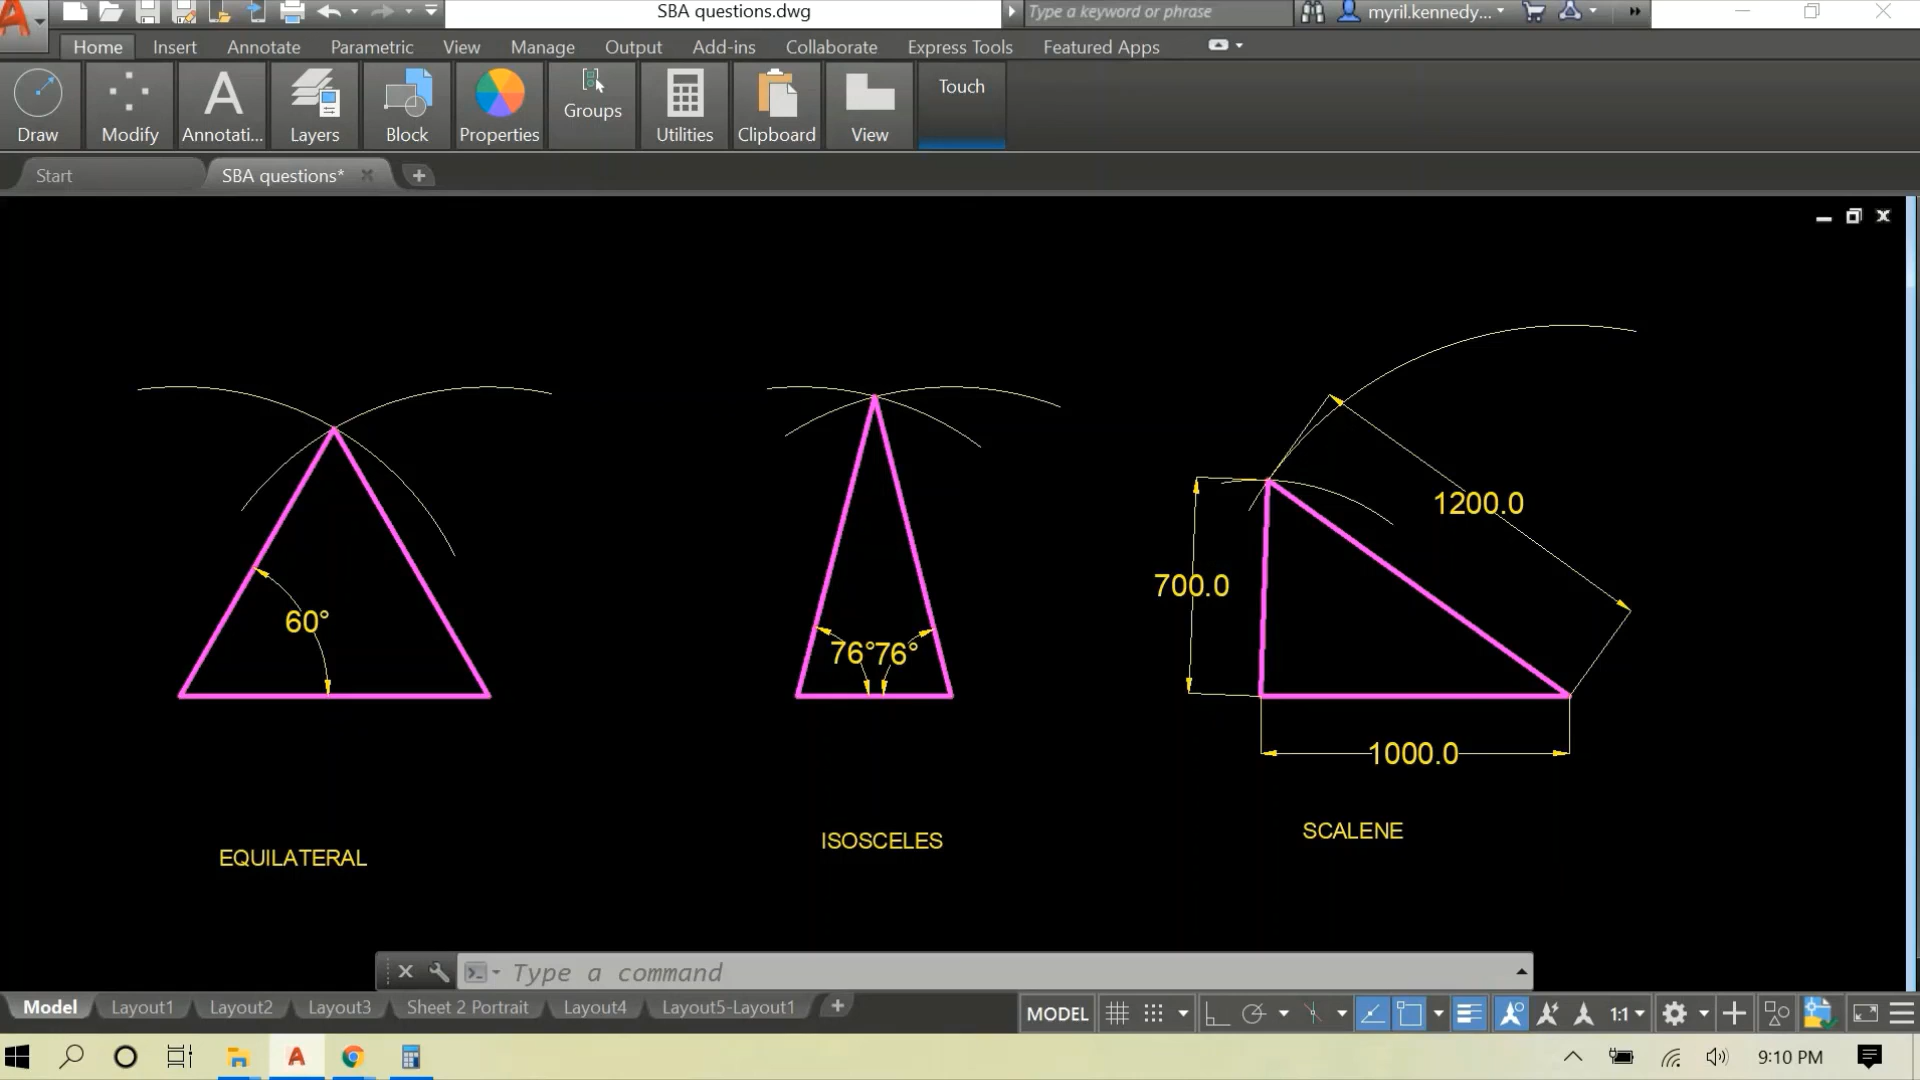 SBA questions.dwg
Type a keyword or phrase
myril.kennedy...
Home Insert Annotate Parametric View Manage Output Add-ins Collaborate Express Tools Featured Apps
Draw Modify Annotati... Layers Block Properties Groups Utilities Clipboard View Touch
Start SBA questions*
1200.0
700.0
60°
76° 76°
1000.0
SCALENE
ISOSCELES
EQUILATERAL
Type a command
Model Layout1 Layout2 Layout3 Sheet 2 Portrait Layout4 Layout5-Layout1
MODEL 1:1
9:10 PM